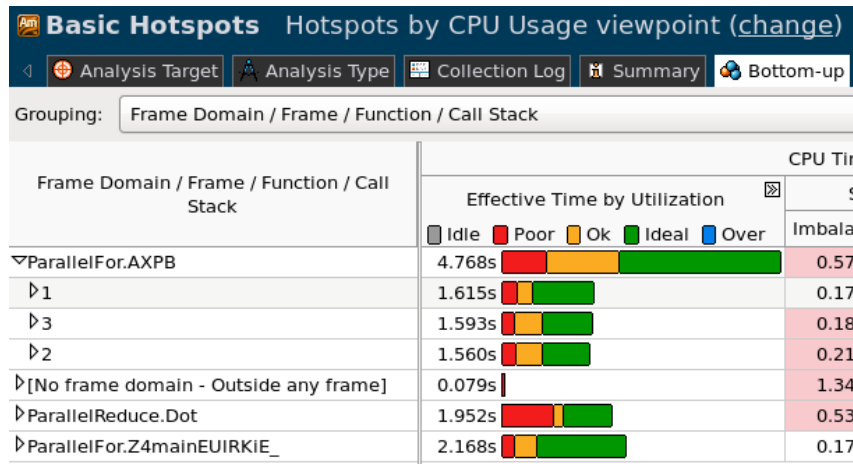 Am Basic Hotspots Hotspots by CPU Usage viewpoint (change)
Analysis Target Analysis Type Collection Log Summary Bottom-up
Grouping: Frame Domain / Frame / Function / Call Stack
CPU Tir
Frame Domain / Frame / Function / Call
Stack
Effective Time by Utilization
Idle Poor Ok Ideal Over Imbala
ParallelFor.AXPB 4.768s 0.57
1 1.615s 0.17
3 1.593s 0.18
2 1.560s 0.21
[No frame domain - Outside any frame] 0.079s 1.34
ParallelReduce.Dot 1.952s 0.53
ParallelFor.Z4mainEUlRKiE_ 2.168s 0.17